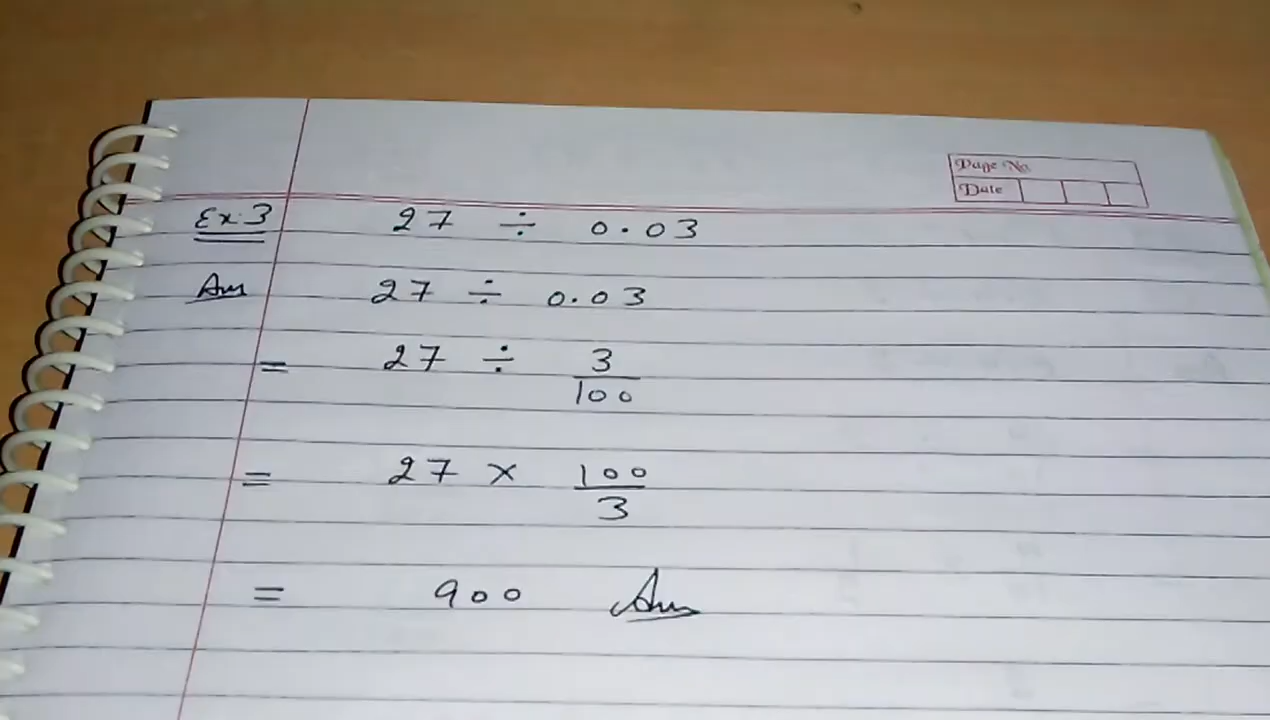 Page No.
Date
Ex.3 27 ÷ 0.03
Ans 27 ÷ 0.03
= 27 ÷ 3/100
= 27 × 100/3
= 900 Ans